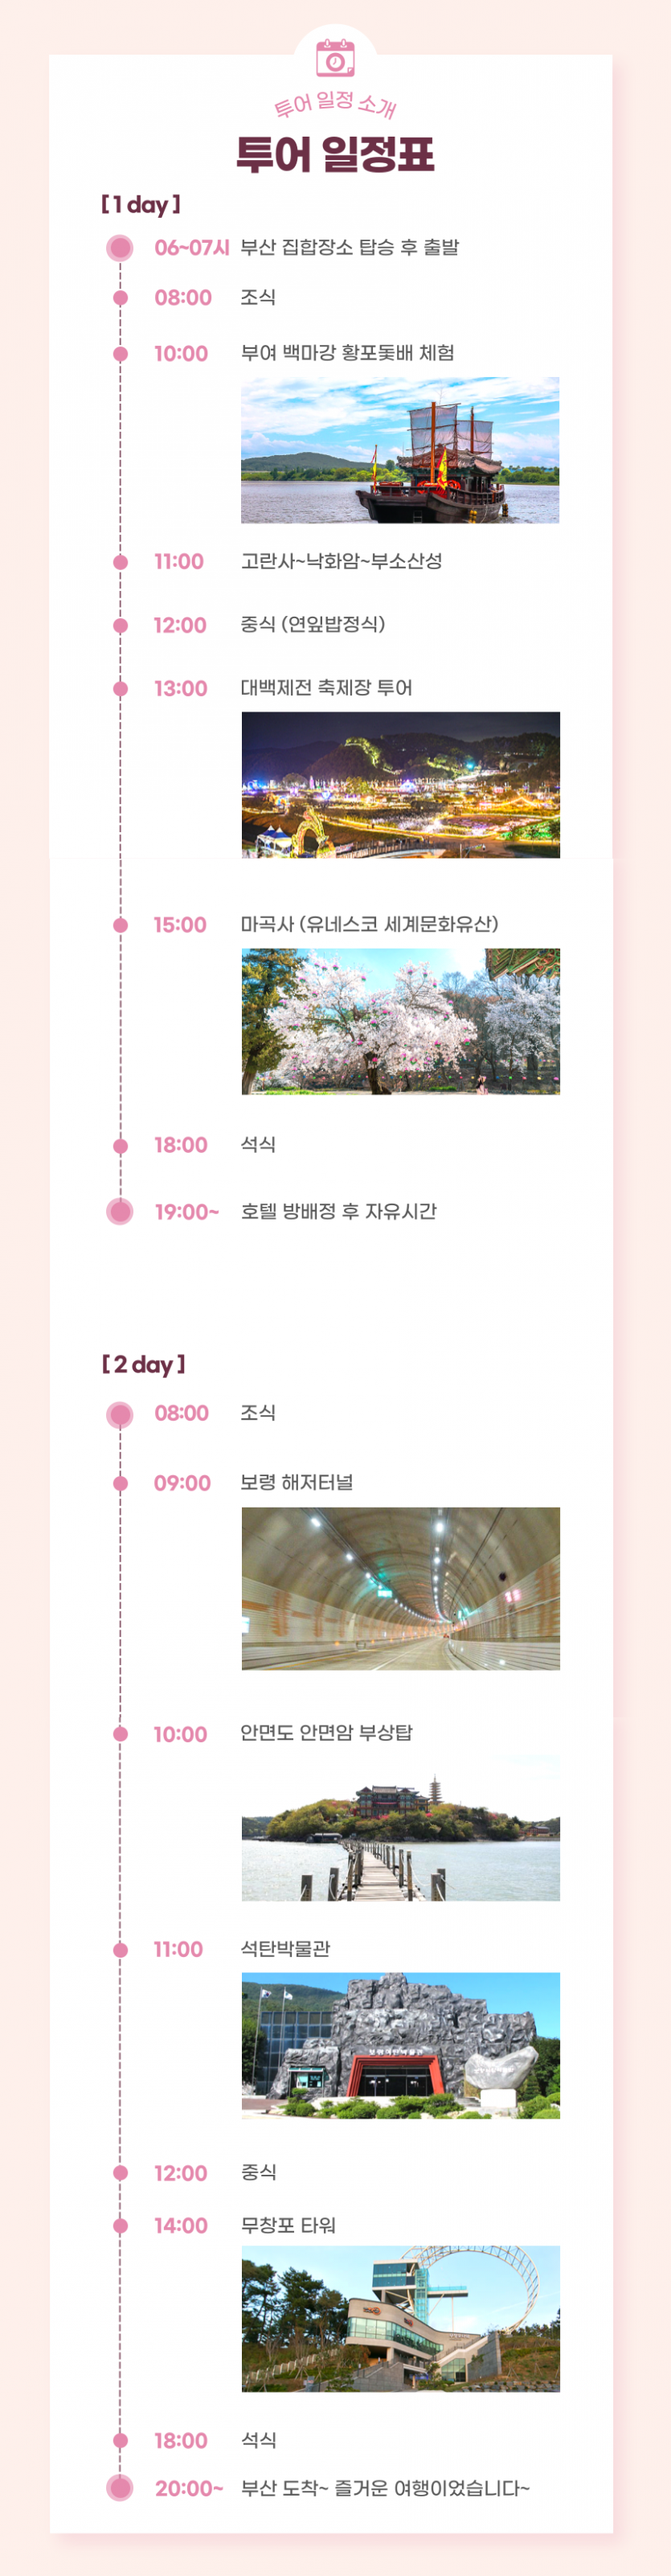 투어 일정 소개
투어 일정표
[ 1 day ]
06~07시 부산 집합장소 탑승 후 출발
08:00 조식
10:00 부여 백마강 황포돛배 체험
11:00 고란사~낙화암~부소산성
12:00 중식 (연잎밥정식)
13:00 대백제전 축제장 투어
15:00 마곡사 (유네스코 세계문화유산)
18:00 석식
19:00~ 호텔 방배정 후 자유시간
[ 2 day ]
08:00 조식
09:00 보령 해저터널
10:00 안면도 안면암 부상탑
11:00 석탄박물관
보령석탄박물관
12:00 중식
14:00 무창포 타워
18:00 석식
20:00~ 부산 도착~ 즐거운 여행이었습니다~